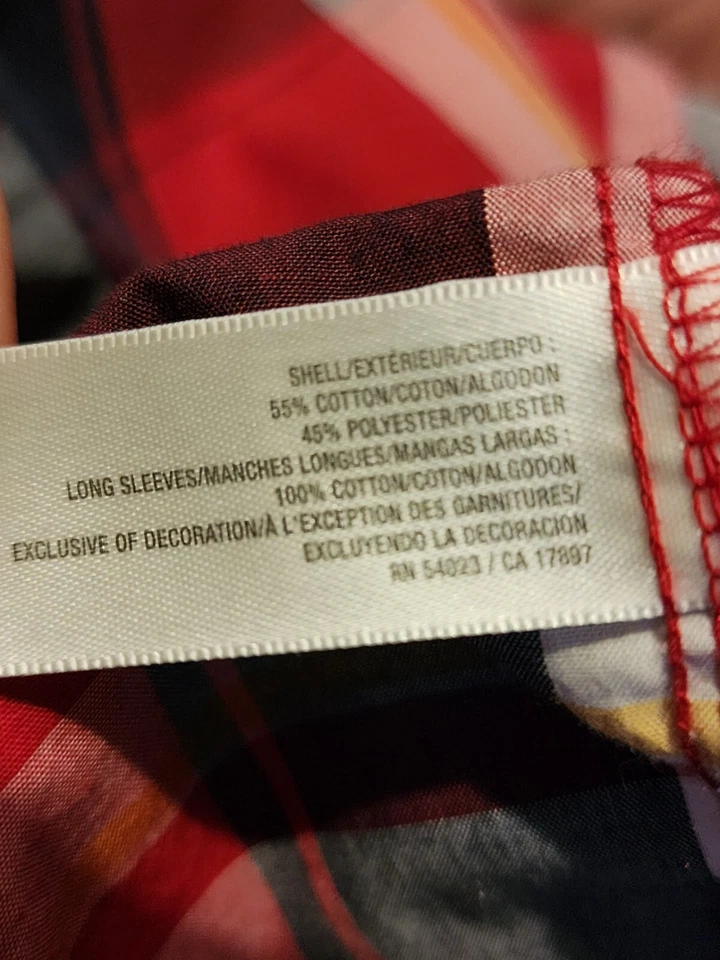 SHELL/EXTÉRIEUR/CUERPO :
55% COTTON/COTON/ALGODON
45% POLYESTER/POLIESTER
LONG SLEEVES/MANCHES LONGUES/MANGAS LARGAS :
100% COTTON/COTON/ALGODON
EXCLUSIVE OF DECORATION/À L'EXCEPTION DES GARNITURES/
EXCLUYENDO LA DECORACION
RN 54023 / CA 17897